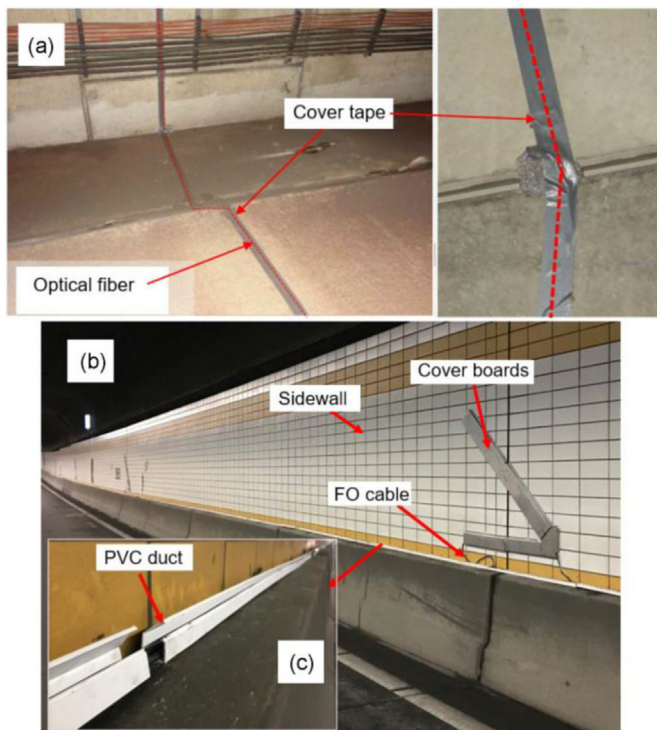 (a)
Cover tape
Optical fiber
(b)
Cover boards
Sidewall
FO cable
PVC duct
(c)